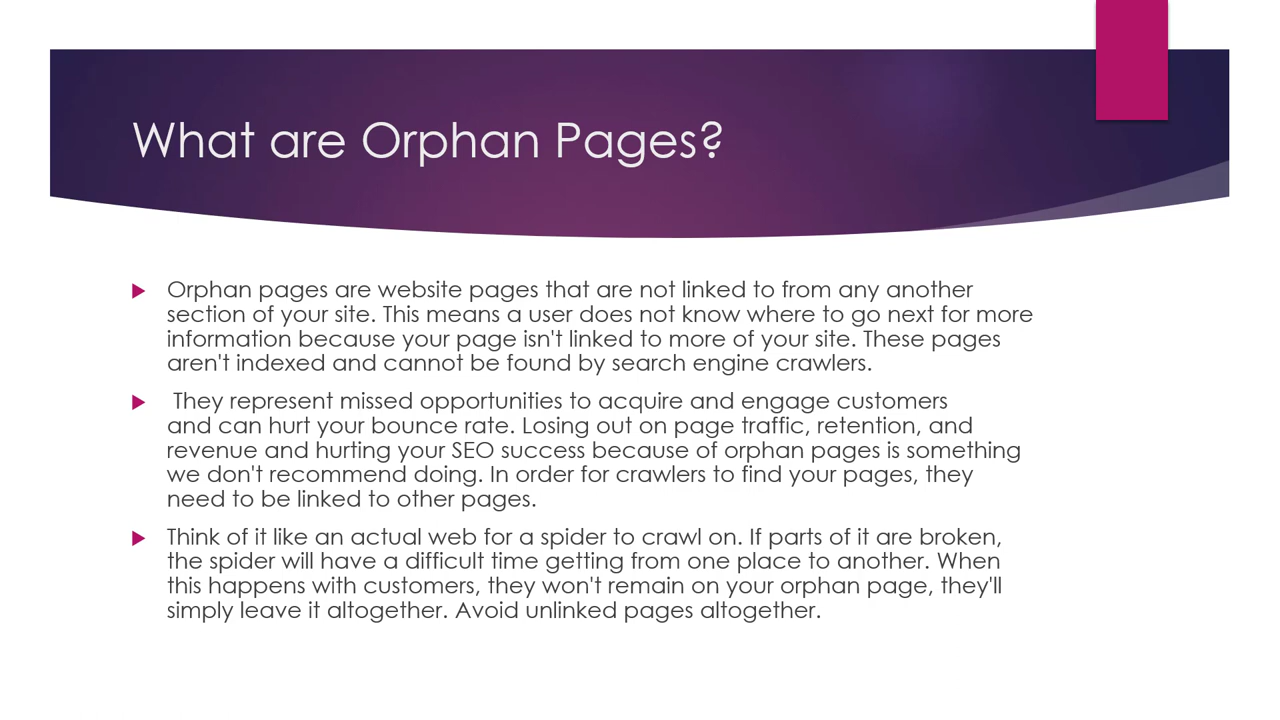 What are Orphan Pages?
Orphan pages are website pages that are not linked to from any another
section of your site. This means a user does not know where to go next for more
information because your page isn't linked to more of your site. These pages
aren't indexed and cannot be found by search engine crawlers.
They represent missed opportunities to acquire and engage customers
and can hurt your bounce rate. Losing out on page traffic, retention, and
revenue and hurting your SEO success because of orphan pages is something
we don't recommend doing. In order for crawlers to find your pages, they
need to be linked to other pages.
Think of it like an actual web for a spider to crawl on. If parts of it are broken,
the spider will have a difficult time getting from one place to another. When
this happens with customers, they won't remain on your orphan page, they'll
simply leave it altogether. Avoid unlinked pages altogether.